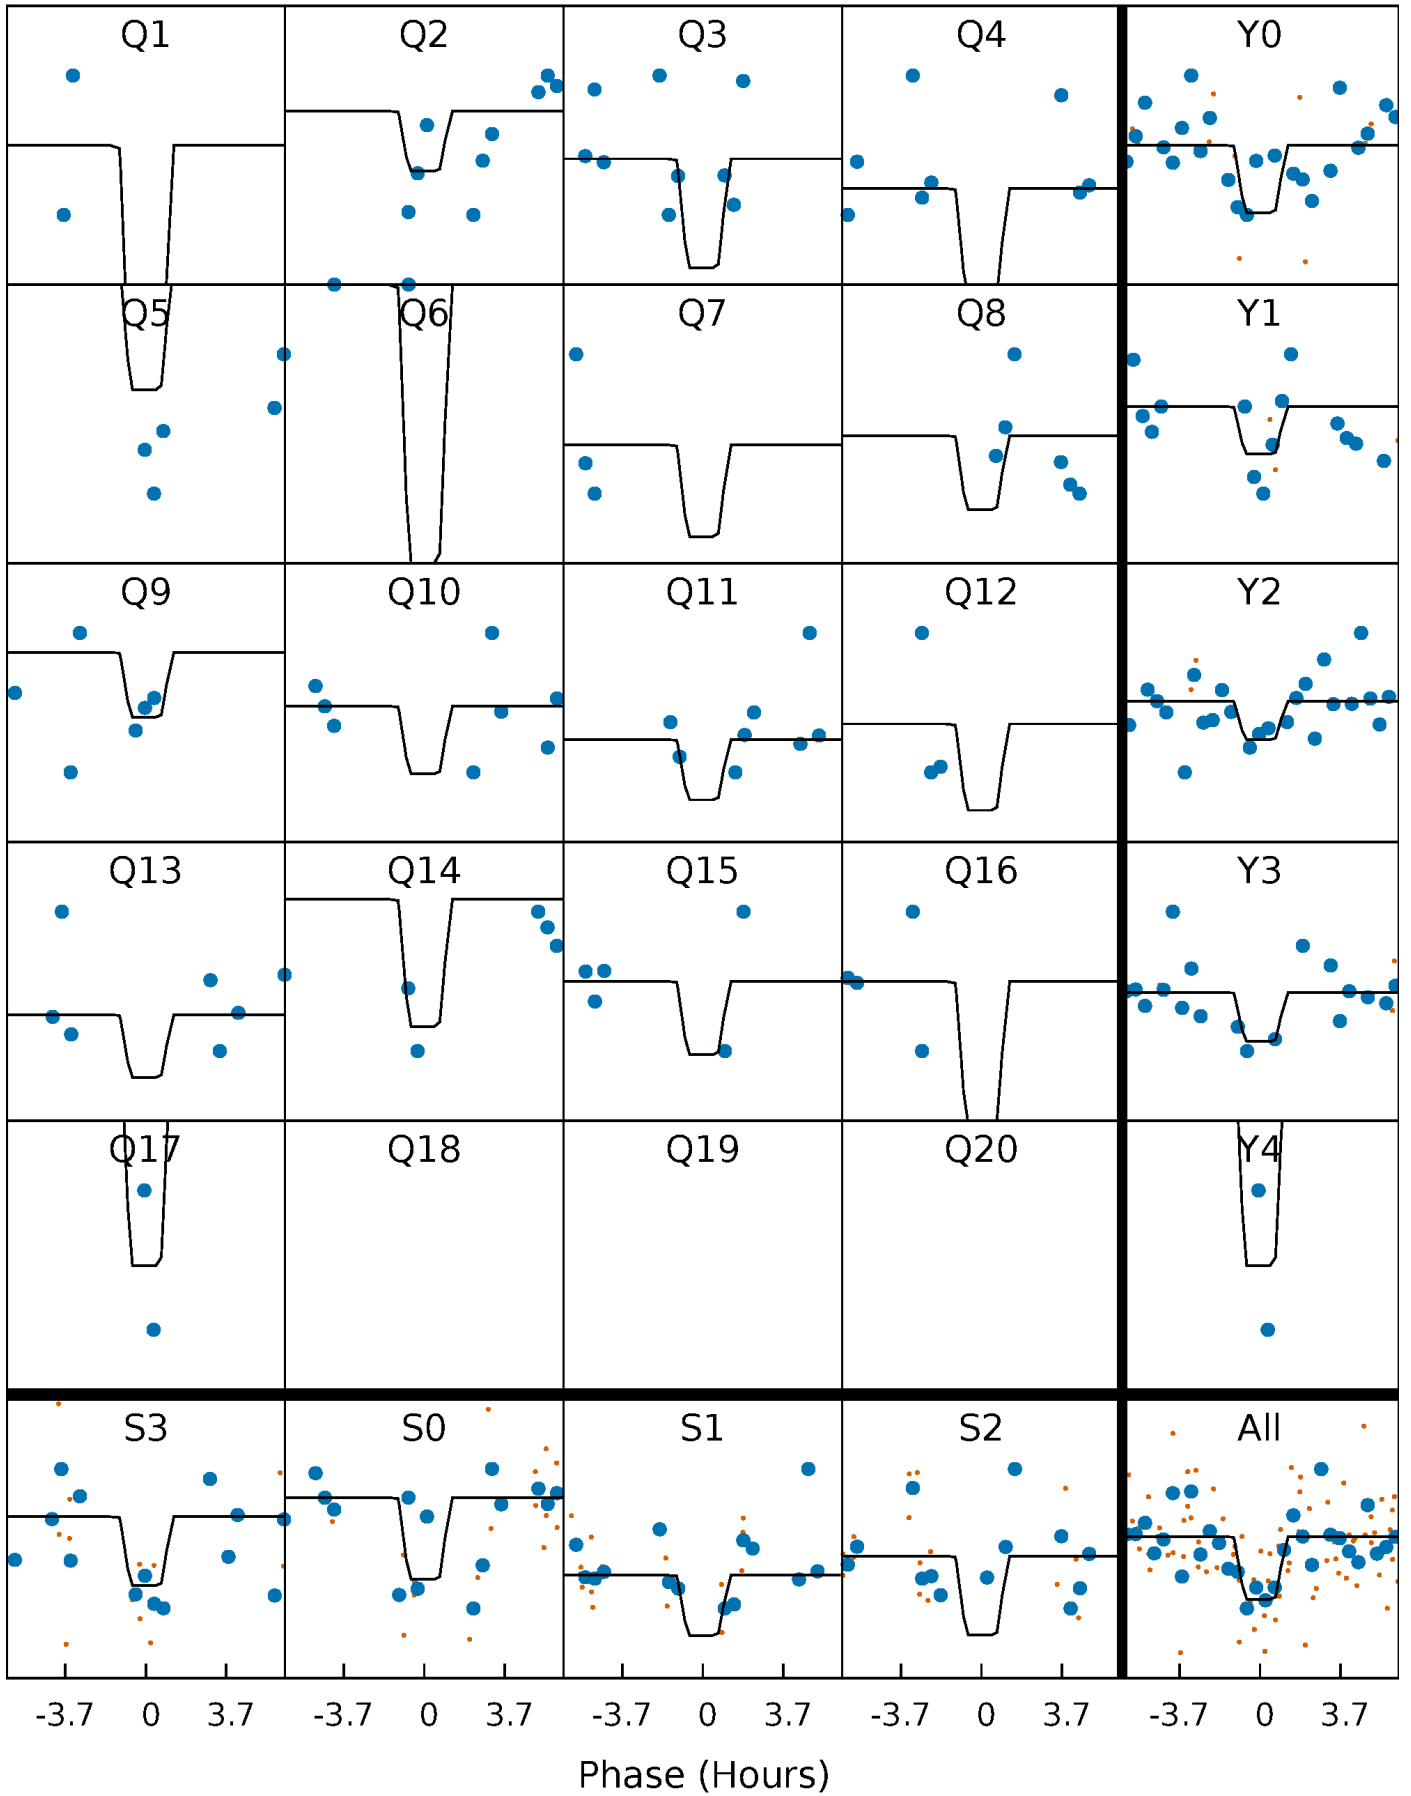 Q1 Q2 Q3 Q4 Y0
Q5 Q6 Q7 Q8 Y1
Q9 Q10 Q11 Q12 Y2
Q13 Q14 Q15 Q16 Y3
Q17 Q18 Q19 Q20 Y4
S3 S0 S1 S2 All
-3.7 0 3.7 -3.7 0 3.7 -3.7 0 3.7 -3.7 0 3.7 -3.7 0 3.7
Phase (Hours)